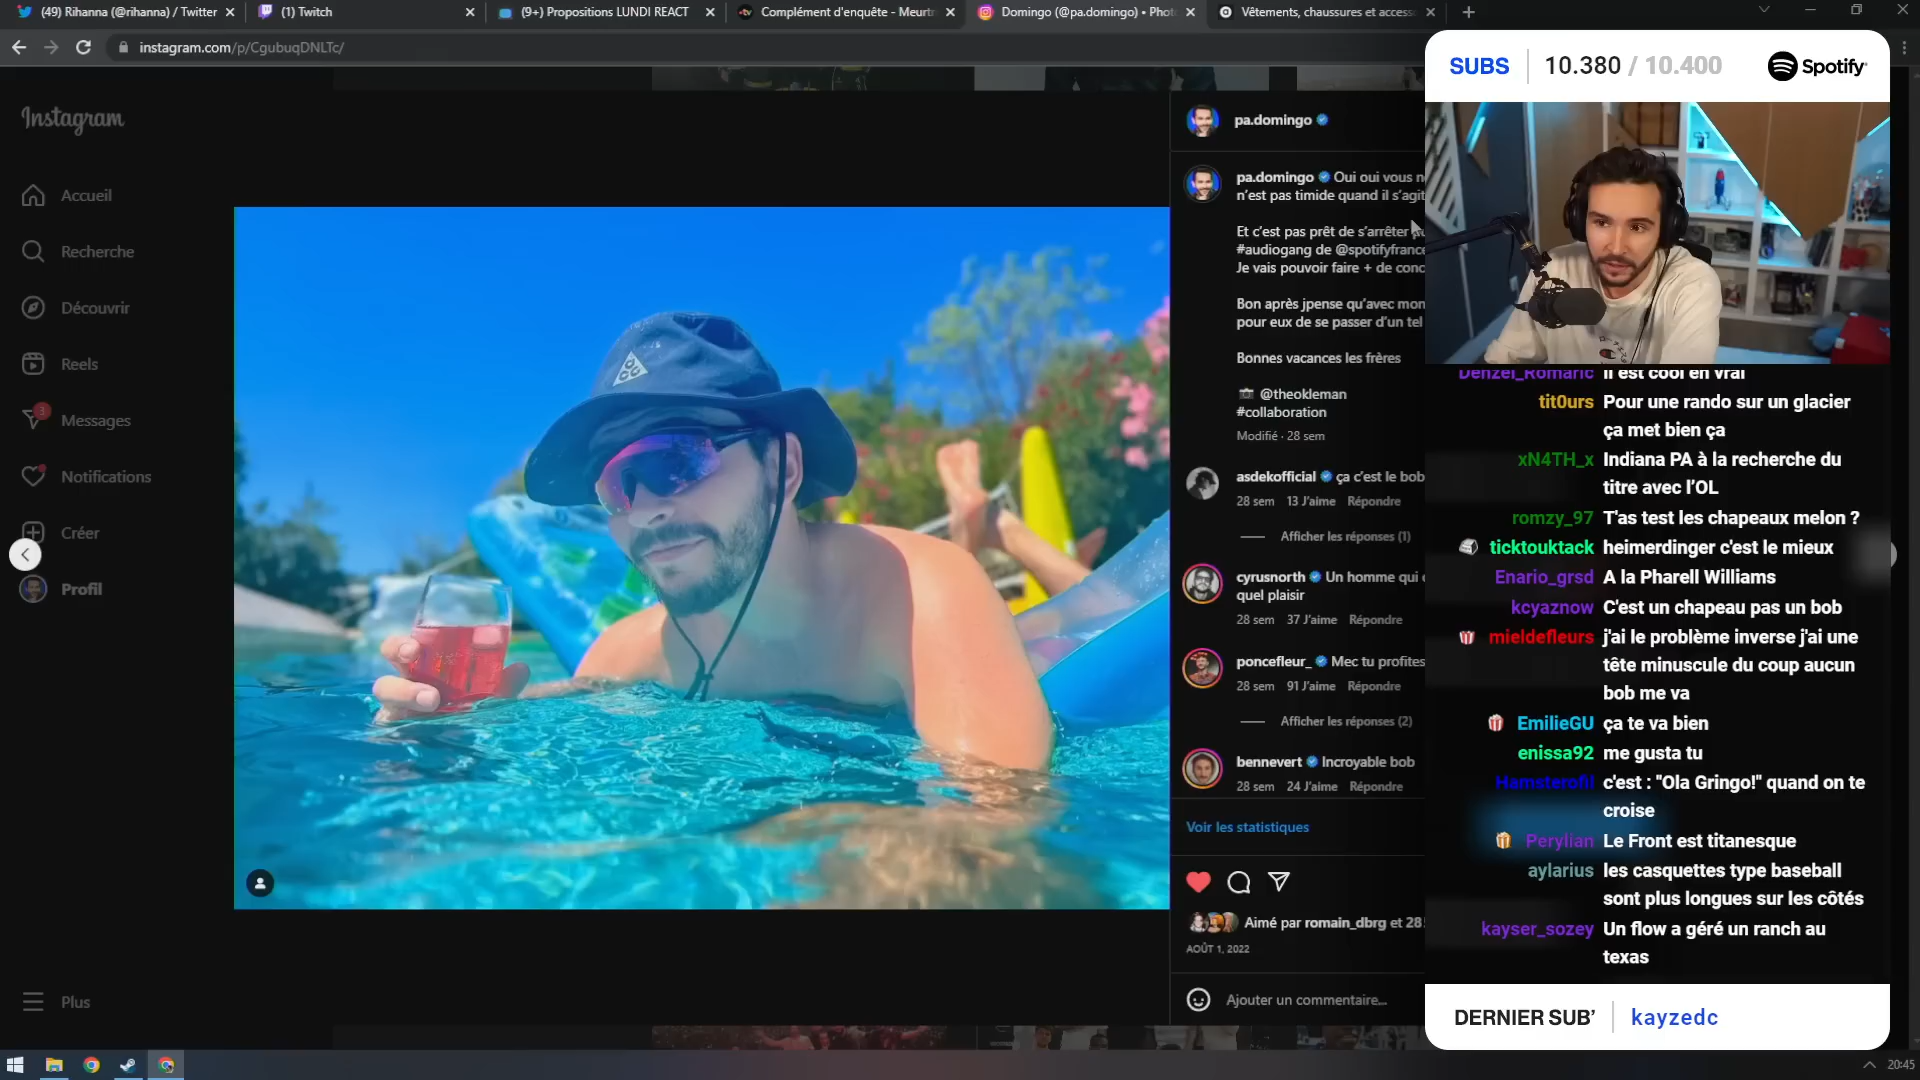 (49) Rihanna (@rihanna) / Twitter
(1) Twitch
(9+) Propositions LUNDI REACT
Complément d'enquête - Meurtr
Domingo (@pa.domingo) • Phot
Vêtements, chaussures et access
instagram.com/p/CgubuqDNLTc/
Instagram
Accueil
Recherche
Découvrir
Reels
3
Messages
Notifications
Créer
Profil
Plus
pa.domingo
pa.domingo Oui oui vous
n'est pas timide quand il s'agit
Et c'est pas prêt de s'arrêter
#audiogang de @spotifyfrance
Je vais pouvoir faire + de conc
Bon après jpense qu'avec mon
pour eux de se passer d'un tel
Bonnes vacances les frères
@theokleman
#collaboration
Modifié · 28 sem
asdekofficial ça c'est le bob
28 sem 13 J'aime Répondre
Afficher les réponses (1)
cyrusnorth Un homme qui
quel plaisir
28 sem 37 J'aime Répondre
poncefleur_ Mec tu profites
28 sem 91 J'aime Répondre
Afficher les réponses (2)
bennevert Incroyable bob
28 sem 24 J'aime Répondre
Voir les statistiques
Aimé par romain_dbrg et 28
AOÛT 1, 2022
Ajouter un commentaire...
SUBS 10.380 / 10.400 Spotify
Denzel_Romaric Il est cool en vrai
tit0urs Pour une rando sur un glacier
ça met bien ça
xN4TH_x Indiana PA à la recherche du
titre avec l'OL
romzy_97 T'as test les chapeaux melon ?
ticktouktack heimerdinger c'est le mieux
Enario_grsd A la Pharell Williams
kcyaznow C'est un chapeau pas un bob
mieldefleurs j'ai le problème inverse j'ai une
tête minuscule du coup aucun
bob me va
EmilieGU ça te va bien
enissa92 me gusta tu
Hamsterofil c'est : "Ola Gringo!" quand on te
croise
Perylian Le Front est titanesque
aylarius les casquettes type baseball
sont plus longues sur les côtés
kayser_sozey Un flow a géré un ranch au
texas
DERNIER SUB' kayzedc
20:45